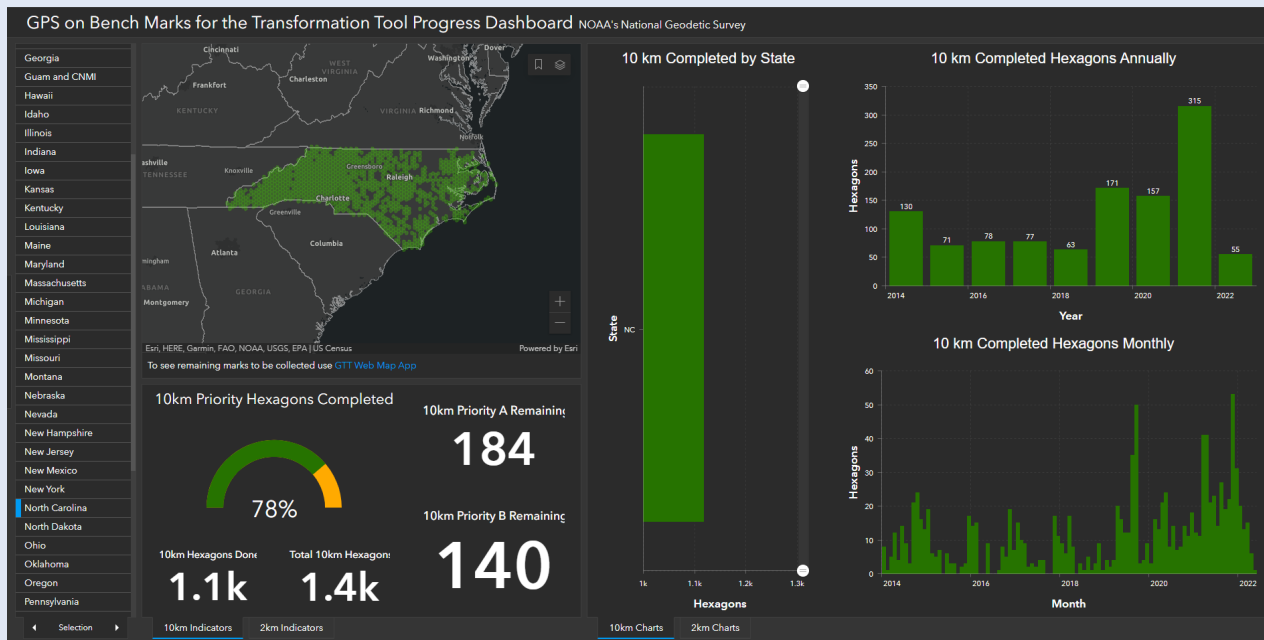 GPS on Bench Marks for the Transformation Tool Progress Dashboard NOAA's National Geodetic Survey
Georgia
Guam and CNMI
Hawaii
Idaho
Illinois
Indiana
Iowa
Kansas
Kentucky
Louisiana
Maine
Maryland
Massachusetts
Michigan
Minnesota
Mississippi
Missouri
Montana
Nebraska
Nevada
New Hampshire
New Jersey
New Mexico
New York
North Carolina
North Dakota
Ohio
Oklahoma
Oregon
Pennsylvania
Selection
Cincinnati
Dover
WEST
VIRGINIA
Washington
Frankfort
Charleston
KENTUCKY
VIRGINIA
Richmond
Norfolk
ashville
TENNESSEE
Knoxville
Greensboro
Raleigh
Charlotte
Greenville
Columbia
Atlanta
mingham
ABAMA
GEORGIA
Montgomery
+
−
Esri, HERE, Garmin, FAO, NOAA, USGS, EPA | US Census
Powered by Esri
To see remaining marks to be collected use GTT Web Map App
10km Priority Hexagons Completed
78%
10km Hexagons Done
1.1k
Total 10km Hexagons
1.4k
10km Priority A Remaining
184
10km Priority B Remaining
140
10km Indicators
2km Indicators
10 km Completed by State
State
NC
1k
1.1k
1.2k
1.3k
Hexagons
10km Charts
2km Charts
10 km Completed Hexagons Annually
Hexagons
350
300
250
200
150
100
50
0
130
71
78
77
63
171
157
315
55
2014
2016
2018
2020
2022
Year
10 km Completed Hexagons Monthly
Hexagons
60
50
40
30
20
10
0
2014
2016
2018
2020
2022
Month